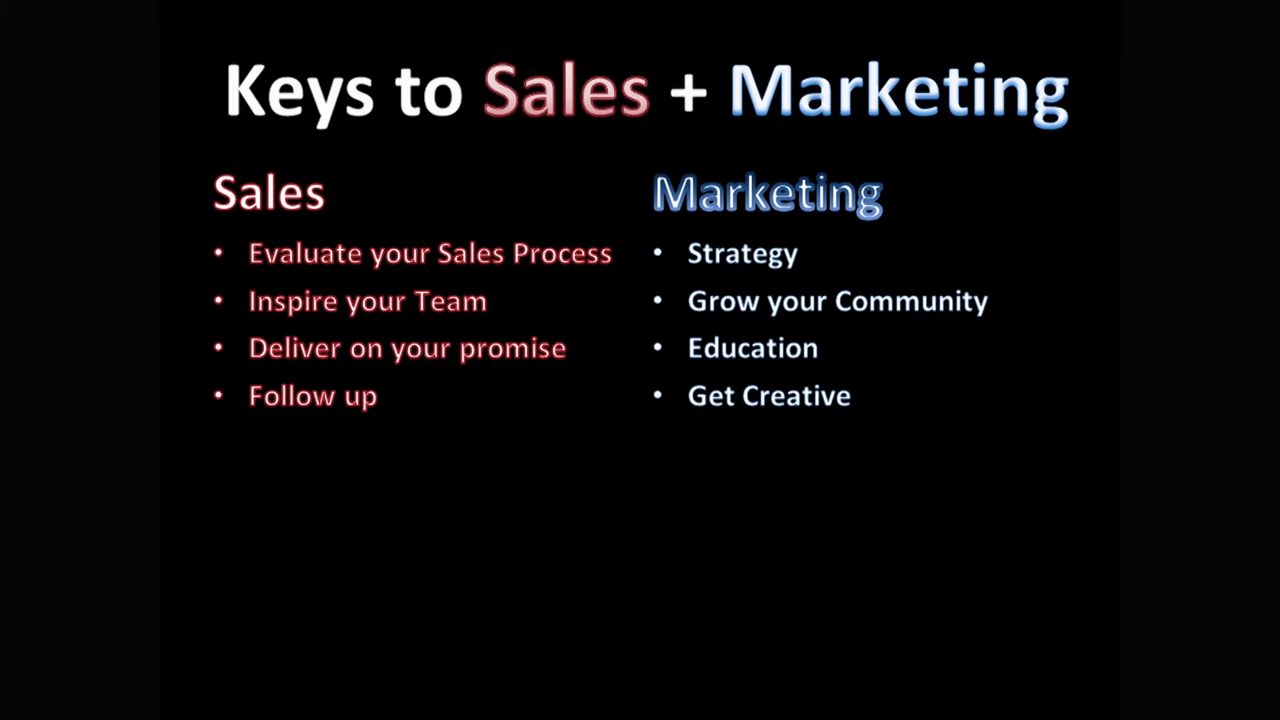 Keys to Sales + Marketing
Sales
• Evaluate your Sales Process
• Inspire your Team
• Deliver on your promise
• Follow up
Marketing
• Strategy
• Grow your Community
• Education
• Get Creative